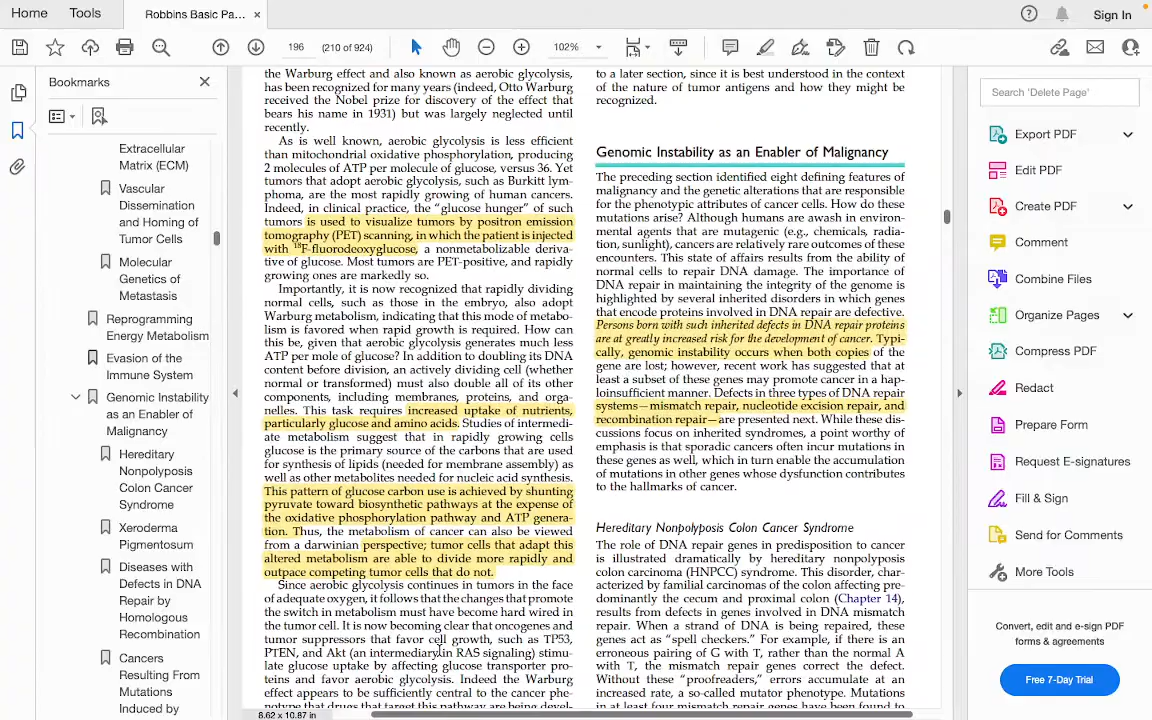 Home
Tools
Robbins Basic Pa...
Sign In
196
(210 of 924)
102%
Bookmarks
Extracellular
Matrix (ECM)
Vascular
Dissemination
and Homing of
Tumor Cells
Molecular
Genetics of
Metastasis
Reprogramming
Energy Metabolism
Evasion of the
Immune System
Genomic Instability
as an Enabler of
Malignancy
Hereditary
Nonpolyposis
Colon Cancer
Syndrome
Xeroderma
Pigmentosum
Diseases with
Defects in DNA
Repair by
Homologous
Recombination
Cancers
Resulting From
Mutations
Induced by
the Warburg effect and also known as aerobic glycolysis,
has been recognized for many years (indeed, Otto Warburg
received the Nobel prize for discovery of the effect that
bears his name in 1931) but was largely neglected until
recently.
As is well known, aerobic glycolysis is less efficient
than mitochondrial oxidative phosphorylation, producing
2 molecules of ATP per molecule of glucose, versus 36. Yet
tumors that adopt aerobic glycolysis, such as Burkitt lym-
phoma, are the most rapidly growing of human cancers.
Indeed, in clinical practice, the “glucose hunger” of such
tumors is used to visualize tumors by positron emission
tomography (PET) scanning, in which the patient is injected
with 18F-fluorodeoxyglucose, a nonmetabolizable deriva-
tive of glucose. Most tumors are PET-positive, and rapidly
growing ones are markedly so.
Importantly, it is now recognized that rapidly dividing
normal cells, such as those in the embryo, also adopt
Warburg metabolism, indicating that this mode of metabo-
lism is favored when rapid growth is required. How can
this be, given that aerobic glycolysis generates much less
ATP per mole of glucose? In addition to doubling its DNA
content before division, an actively dividing cell (whether
normal or transformed) must also double all of its other
components, including membranes, proteins, and orga-
nelles. This task requires increased uptake of nutrients,
particularly glucose and amino acids. Studies of intermedi-
ate metabolism suggest that in rapidly growing cells
glucose is the primary source of the carbons that are used
for synthesis of lipids (needed for membrane assembly) as
well as other metabolites needed for nucleic acid synthesis.
This pattern of glucose carbon use is achieved by shunting
pyruvate toward biosynthetic pathways at the expense of
the oxidative phosphorylation pathway and ATP genera-
tion. Thus, the metabolism of cancer can also be viewed
from a darwinian perspective; tumor cells that adapt this
altered metabolism are able to divide more rapidly and
outpace competing tumor cells that do not.
Since aerobic glycolysis continues in tumors in the face
of adequate oxygen, it follows that the changes that promote
the switch in metabolism must have become hard wired in
the tumor cell. It is now becoming clear that oncogenes and
tumor suppressors that favor cell growth, such as TP53,
PTEN, and Akt (an intermediary in RAS signaling) stimu-
late glucose uptake by affecting glucose transporter pro-
teins and favor aerobic glycolysis. Indeed the Warburg
effect appears to be sufficiently central to the cancer phe-
notype that drugs that target this pathway are being devel-
to a later section, since it is best understood in the context
of the nature of tumor antigens and how they might be
recognized.
Genomic Instability as an Enabler of Malignancy
The preceding section identified eight defining features of
malignancy and the genetic alterations that are responsible
for the phenotypic attributes of cancer cells. How do these
mutations arise? Although humans are awash in environ-
mental agents that are mutagenic (e.g., chemicals, radia-
tion, sunlight), cancers are relatively rare outcomes of these
encounters. This state of affairs results from the ability of
normal cells to repair DNA damage. The importance of
DNA repair in maintaining the integrity of the genome is
highlighted by several inherited disorders in which genes
that encode proteins involved in DNA repair are defective.
Persons born with such inherited defects in DNA repair proteins
are at greatly increased risk for the development of cancer. Typi-
cally, genomic instability occurs when both copies of the
gene are lost; however, recent work has suggested that at
least a subset of these genes may promote cancer in a hap-
loinsufficient manner. Defects in three types of DNA repair
systems—mismatch repair, nucleotide excision repair, and
recombination repair—are presented next. While these dis-
cussions focus on inherited syndromes, a point worthy of
emphasis is that sporadic cancers often incur mutations in
these genes as well, which in turn enable the accumulation
of mutations in other genes whose dysfunction contributes
to the hallmarks of cancer.
Hereditary Nonpolyposis Colon Cancer Syndrome
The role of DNA repair genes in predisposition to cancer
is illustrated dramatically by hereditary nonpolyposis
colon carcinoma (HNPCC) syndrome. This disorder, char-
acterized by familial carcinomas of the colon affecting pre-
dominantly the cecum and proximal colon (Chapter 14),
results from defects in genes involved in DNA mismatch
repair. When a strand of DNA is being repaired, these
genes act as “spell checkers.” For example, if there is an
erroneous pairing of G with T, rather than the normal A
with T, the mismatch repair genes correct the defect.
Without these “proofreaders,” errors accumulate at an
increased rate, a so-called mutator phenotype. Mutations
in at least four mismatch repair genes have been found to
8.62 x 10.87 in
Search 'Delete Page'
Export PDF
Edit PDF
Create PDF
Comment
Combine Files
Organize Pages
Compress PDF
Redact
Prepare Form
Request E-signatures
Fill & Sign
Send for Comments
More Tools
Convert, edit and e-sign PDF
forms & agreements
Free 7-Day Trial